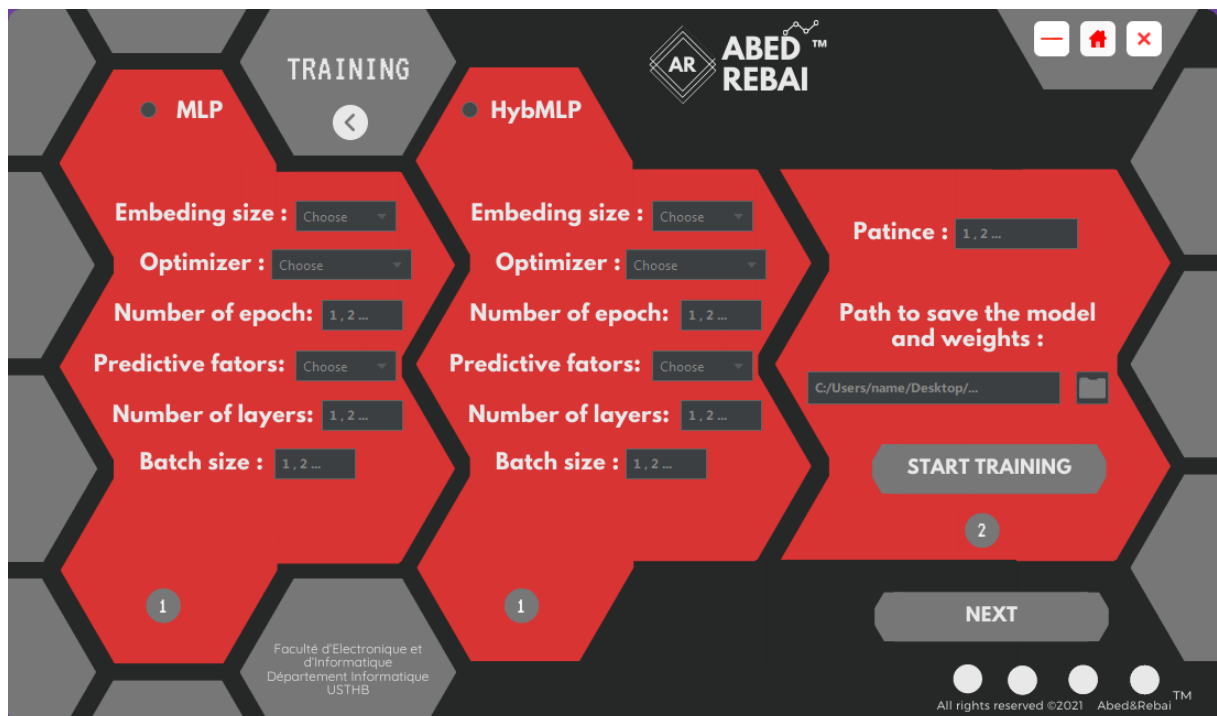 TRAINING
AR
ABED ™
REBAI
MLP
Embeding size : Choose
Optimizer : Choose
Number of epoch: 1 , 2 ...
Predictive fators: Choose
Number of layers: 1 , 2 ...
Batch size : 1 , 2 ...
1
HybMLP
Embeding size : Choose
Optimizer : Choose
Number of epoch: 1 , 2 ...
Predictive fators: Choose
Number of layers: 1 , 2 ...
Batch size : 1 , 2 ...
1
Patince : 1 , 2 ...
Path to save the model
and weights :
C:/Users/name/Desktop/...
START TRAINING
2
NEXT
Faculté d'Electronique et
d'Informatique
Département Informatique
USTHB
All rights reserved ©2021 Abed&Rebai TM